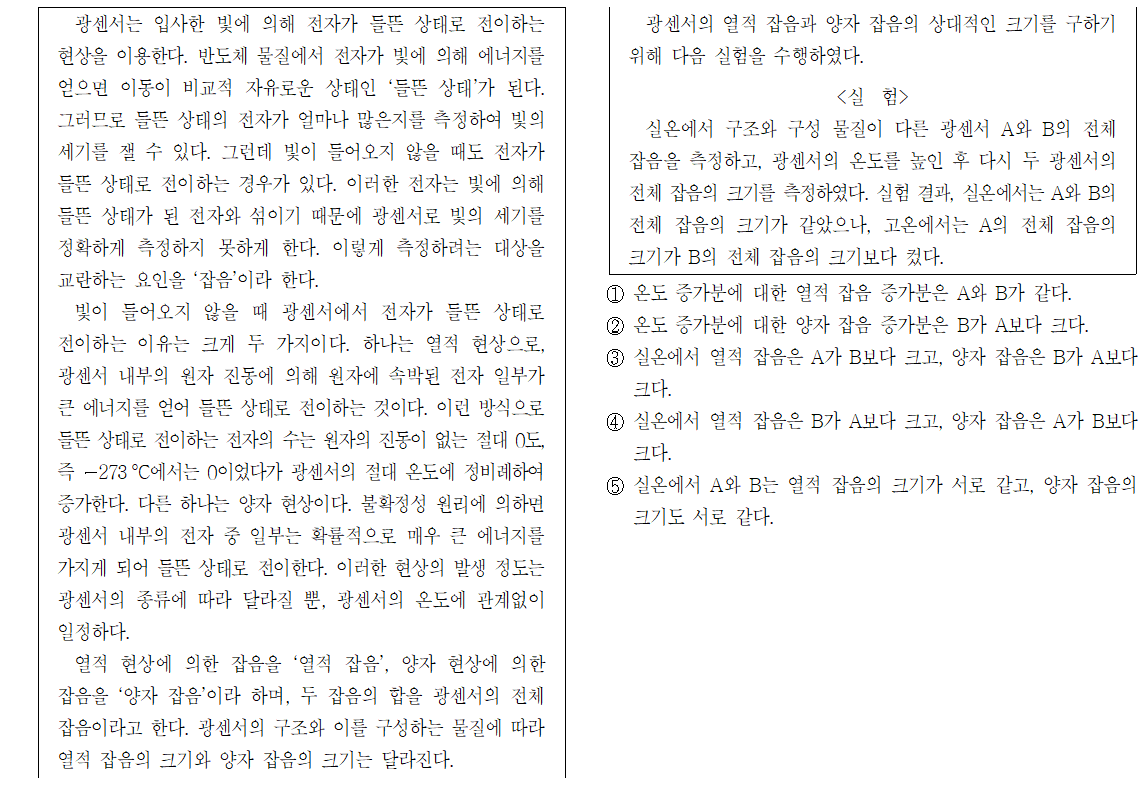 광센서는 입사한 빛에 의해 전자가 들뜬 상태로 전이하는
현상을 이용한다. 반도체 물질에서 전자가 빛에 의해 에너지를
얻으면 이동이 비교적 자유로운 상태인 ‘들뜬 상태’가 된다.
그러므로 들뜬 상태의 전자가 얼마나 많은지를 측정하여 빛의
세기를 잴 수 있다. 그런데 빛이 들어오지 않을 때도 전자가
들뜬 상태로 전이하는 경우가 있다. 이러한 전자는 빛에 의해
들뜬 상태가 된 전자와 섞이기 때문에 광센서로 빛의 세기를
정확하게 측정하지 못하게 한다. 이렇게 측정하려는 대상을
교란하는 요인을 ‘잡음’이라 한다.
빛이 들어오지 않을 때 광센서에서 전자가 들뜬 상태로
전이하는 이유는 크게 두 가지이다. 하나는 열적 현상으로,
광센서 내부의 원자 진동에 의해 원자에 속박된 전자 일부가
큰 에너지를 얻어 들뜬 상태로 전이하는 것이다. 이런 방식으로
들뜬 상태로 전이하는 전자의 수는 원자의 진동이 없는 절대 0도,
즉 -273℃에서는 0이었다가 광센서의 절대 온도에 정비례하여
증가한다. 다른 하나는 양자 현상이다. 불확정성 원리에 의하면
광센서 내부의 전자 중 일부는 확률적으로 매우 큰 에너지를
가지게 되어 들뜬 상태로 전이한다. 이러한 현상의 발생 정도는
광센서의 종류에 따라 달라질 뿐, 광센서의 온도에 관계없이
일정하다.
열적 현상에 의한 잡음을 ‘열적 잡음’, 양자 현상에 의한
잡음을 ‘양자 잡음’이라 하며, 두 잡음의 합을 광센서의 전체
잡음이라고 한다. 광센서의 구조와 이를 구성하는 물질에 따라
열적 잡음의 크기와 양자 잡음의 크기는 달라진다.
광센서의 열적 잡음과 양자 잡음의 상대적인 크기를 구하기
위해 다음 실험을 수행하였다.
<실 험>
실온에서 구조와 구성 물질이 다른 광센서 A와 B의 전체
잡음을 측정하고, 광센서의 온도를 높인 후 다시 두 광센서의
전체 잡음의 크기를 측정하였다. 실험 결과, 실온에서는 A와 B의
전체 잡음의 크기가 같았으나, 고온에서는 A의 전체 잡음의
크기가 B의 전체 잡음의 크기보다 컸다.
① 온도 증가분에 대한 열적 잡음 증가분은 A와 B가 같다.
② 온도 증가분에 대한 양자 잡음 증가분은 B가 A보다 크다.
③ 실온에서 열적 잡음은 A가 B보다 크고, 양자 잡음은 B가 A보다
크다.
④ 실온에서 열적 잡음은 B가 A보다 크고, 양자 잡음은 A가 B보다
크다.
⑤ 실온에서 A와 B는 열적 잡음의 크기가 서로 같고, 양자 잡음의
크기도 서로 같다.